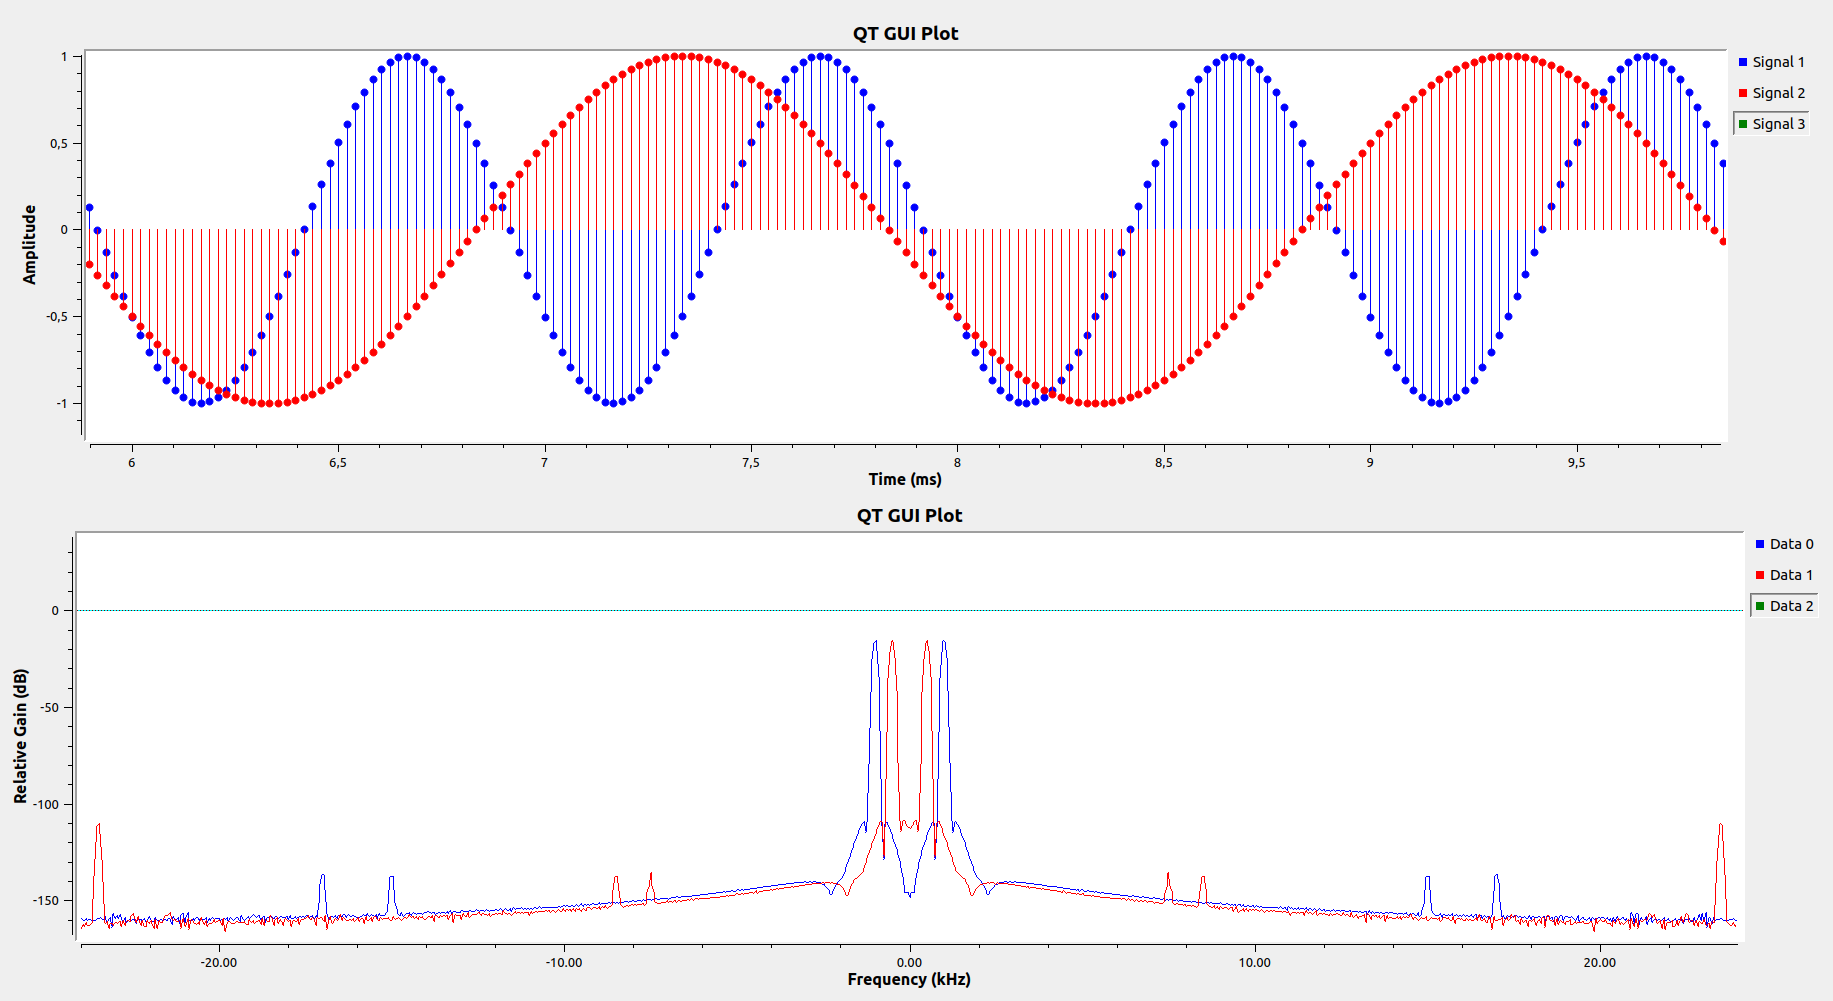 QT GUI Plot
1
0,5
0
-0,5
-1
Amplitude
6
6,5
7
7,5
8
8,5
9
9,5
Time (ms)
Signal 1
Signal 2
Signal 3
QT GUI Plot
0
-50
-100
-150
Relative Gain (dB)
-20.00
-10.00
0.00
10.00
20.00
Frequency (kHz)
Data 0
Data 1
Data 2